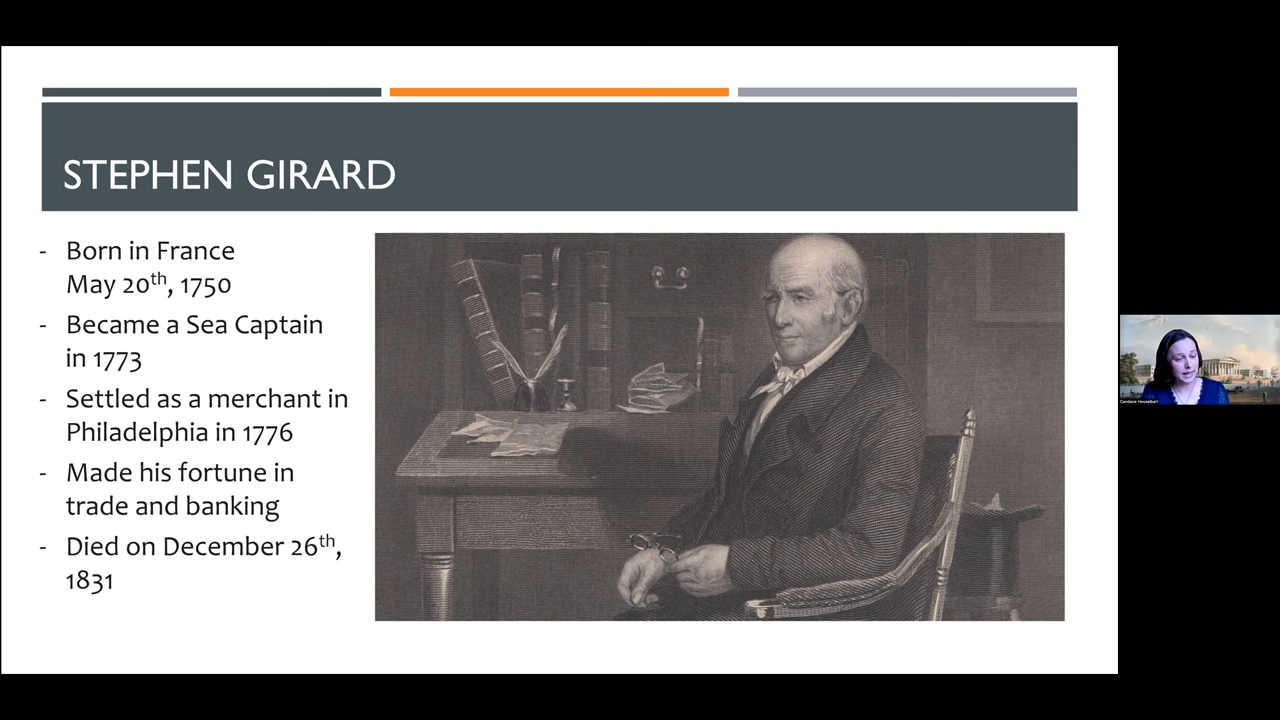 STEPHEN GIRARD
- Born in France
May 20th, 1750
- Became a Sea Captain
in 1773
- Settled as a merchant in
Philadelphia in 1776
- Made his fortune in
trade and banking
- Died on December 26th,
1831
Candace Hesselbart